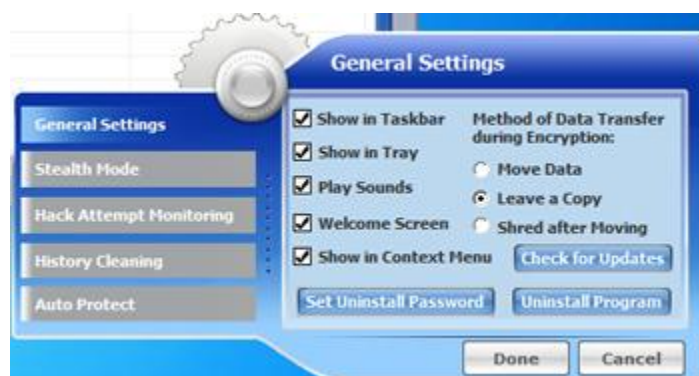 General Settings
General Settings
Stealth Mode
Hack Attempt Monitoring
History Cleaning
Auto Protect
Show in Taskbar
Show in Tray
Play Sounds
Welcome Screen
Show in Context Menu
Method of Data Transfer
during Encryption:
Move Data
Leave a Copy
Shred after Moving
Check for Updates
Set Uninstall Password
Uninstall Program
Done
Cancel